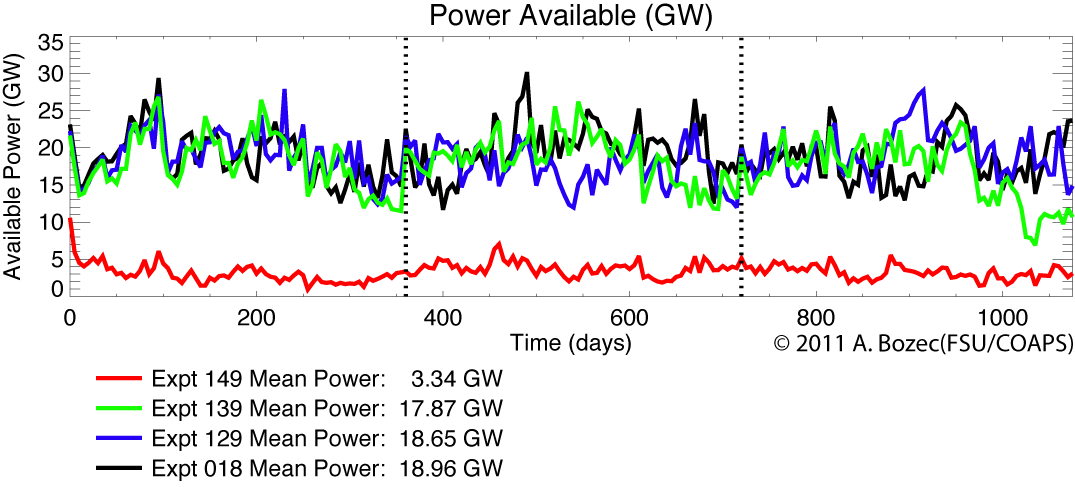 Power Available (GW)
Available Power (GW)
35
30
25
20
15
10
5
0
0 200 400 600 800 1000
Time (days)
© 2011 A. Bozec(FSU/COAPS)
Expt 149 Mean Power: 3.34 GW
Expt 139 Mean Power: 17.87 GW
Expt 129 Mean Power: 18.65 GW
Expt 018 Mean Power: 18.96 GW